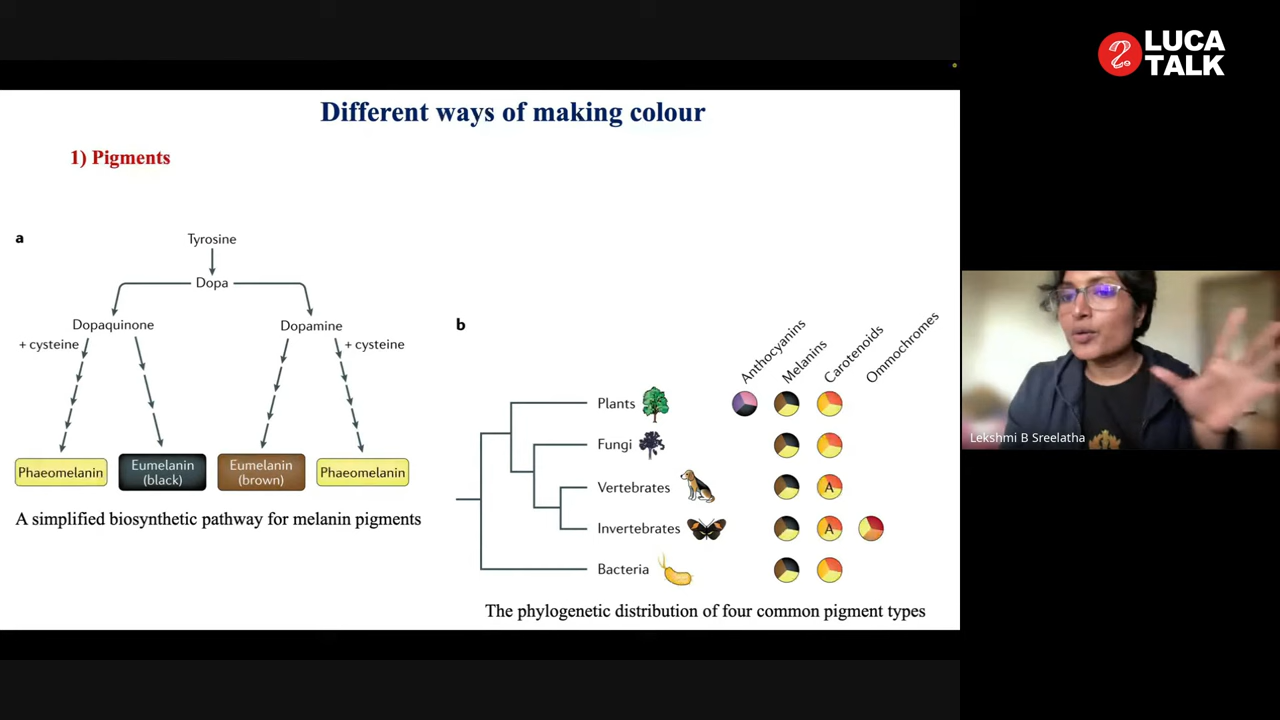 LUCA
TALK
Different ways of making colour
1) Pigments
a
Tyrosine
Dopa
Dopaquinone
Dopamine
+ cysteine
+ cysteine
Phaeomelanin
Eumelanin
(black)
Eumelanin
(brown)
Phaeomelanin
A simplified biosynthetic pathway for melanin pigments
b
Anthocyanins
Melanins
Carotenoids
Ommochromes
Plants
Fungi
Vertebrates
A
Invertebrates
A
Bacteria
The phylogenetic distribution of four common pigment types
Lekshmi B Sreelatha